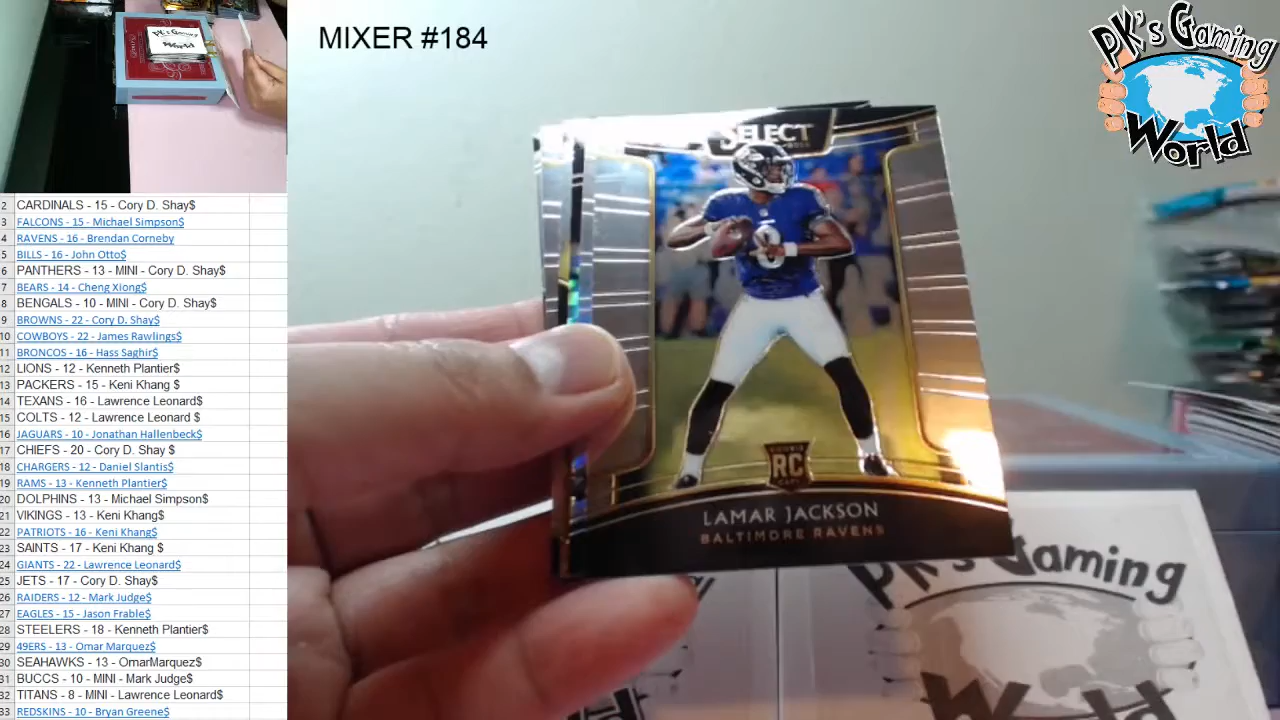 MIXER #184
PK's Gaming World
PK's Gaming World
2 CARDINALS - 15 - Cory D. Shay$
3 FALCONS - 15 - Michael Simpson$
4 RAVENS - 16 - Brendan Corneby
5 BILLS - 16 - John Otto$
6 PANTHERS - 13 - MINI - Cory D. Shay$
7 BEARS - 14 - Cheng Xiong$
8 BENGALS - 10 - MINI - Cory D. Shay$
9 BROWNS - 22 - Cory D. Shay$
10 COWBOYS - 22 - James Rawlings$
11 BRONCOS - 16 - Hass Saghir$
12 LIONS - 12 - Kenneth Plantier$
13 PACKERS - 15 - Keni Khang $
14 TEXANS - 16 - Lawrence Leonard$
15 COLTS - 12 - Lawrence Leonard $
16 JAGUARS - 10 - Jonathan Hallenbeck$
17 CHIEFS - 20 - Cory D. Shay $
18 CHARGERS - 12 - Daniel Slantis$
19 RAMS - 13 - Kenneth Plantier$
20 DOLPHINS - 13 - Michael Simpson$
21 VIKINGS - 13 - Keni Khang$
22 PATRIOTS - 16 - Keni Khang$
23 SAINTS - 17 - Keni Khang $
24 GIANTS - 22 - Lawrence Leonard$
25 JETS - 17 - Cory D. Shay$
26 RAIDERS - 12 - Mark Judge$
27 EAGLES - 15 - Jason Frable$
28 STEELERS - 18 - Kenneth Plantier$
29 49ERS - 13 - Omar Marquez$
30 SEAHAWKS - 13 - OmarMarquez$
31 BUCCS - 10 - MINI - Mark Judge$
32 TITANS - 8 - MINI - Lawrence Leonard$
33 REDSKINS - 10 - Bryan Greene$
SELECT
8
RC
LAMAR JACKSON
BALTIMORE RAVENS
PK's Gaming
World